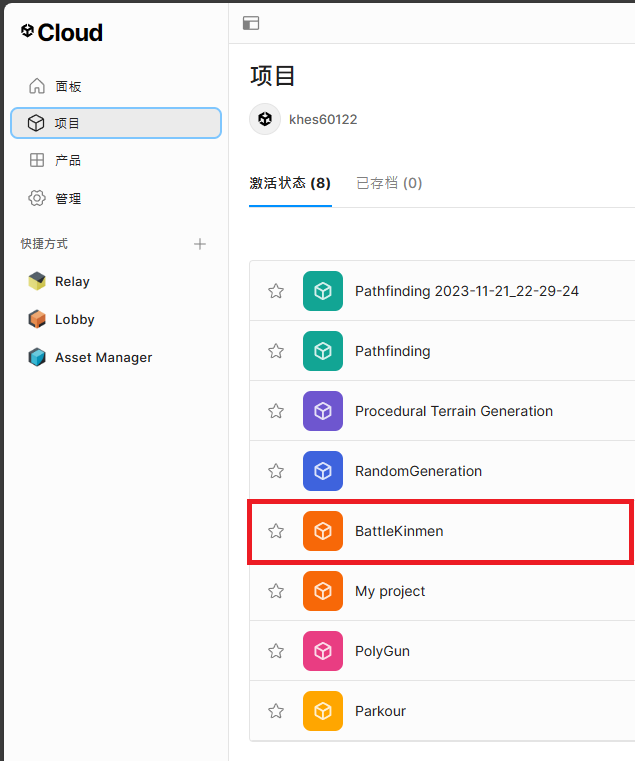 Cloud
面板
项目
产品
管理
快捷方式
Relay
Lobby
Asset Manager
项目
khes60122
激活状态 (8) 已存档 (0)
Pathfinding 2023-11-21_22-29-24
Pathfinding
Procedural Terrain Generation
RandomGeneration
BattleKinmen
My project
PolyGun
Parkour